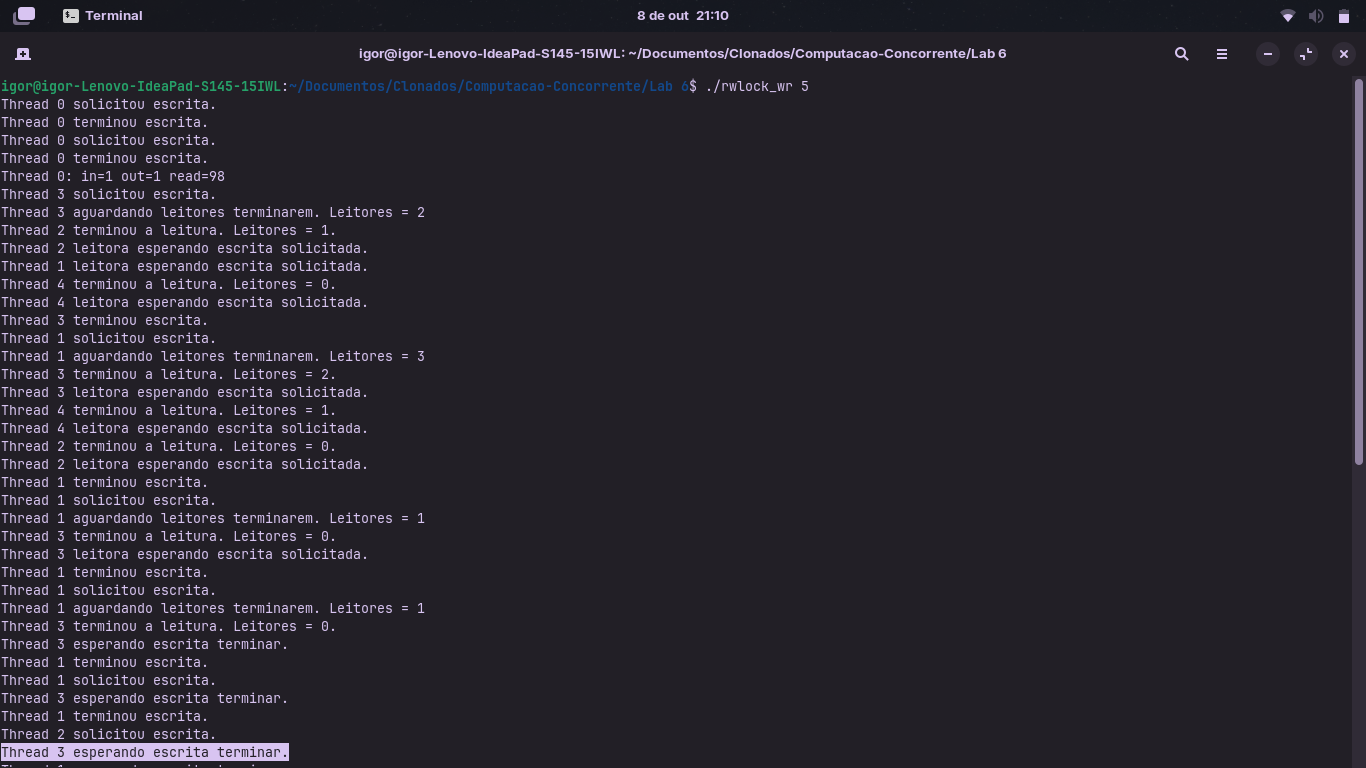 Terminal
8 de out 21:10
igor@igor-Lenovo-IdeaPad-S145-15IWL: ~/Documentos/Clonados/Computacao-Concorrente/Lab 6
igor@igor-Lenovo-IdeaPad-S145-15IWL:~/Documentos/Clonados/Computacao-Concorrente/Lab 6$ ./rwlock_wr 5
Thread 0 solicitou escrita.
Thread 0 terminou escrita.
Thread 0 solicitou escrita.
Thread 0 terminou escrita.
Thread 0: in=1 out=1 read=98
Thread 3 solicitou escrita.
Thread 3 aguardando leitores terminarem. Leitores = 2
Thread 2 terminou a leitura. Leitores = 1.
Thread 2 leitora esperando escrita solicitada.
Thread 1 leitora esperando escrita solicitada.
Thread 4 terminou a leitura. Leitores = 0.
Thread 4 leitora esperando escrita solicitada.
Thread 3 terminou escrita.
Thread 1 solicitou escrita.
Thread 1 aguardando leitores terminarem. Leitores = 3
Thread 3 terminou a leitura. Leitores = 2.
Thread 3 leitora esperando escrita solicitada.
Thread 4 terminou a leitura. Leitores = 1.
Thread 4 leitora esperando escrita solicitada.
Thread 2 terminou a leitura. Leitores = 0.
Thread 2 leitora esperando escrita solicitada.
Thread 1 terminou escrita.
Thread 1 solicitou escrita.
Thread 1 aguardando leitores terminarem. Leitores = 1
Thread 3 terminou a leitura. Leitores = 0.
Thread 3 leitora esperando escrita solicitada.
Thread 1 terminou escrita.
Thread 1 solicitou escrita.
Thread 1 aguardando leitores terminarem. Leitores = 1
Thread 3 terminou a leitura. Leitores = 0.
Thread 3 esperando escrita terminar.
Thread 1 terminou escrita.
Thread 1 solicitou escrita.
Thread 3 esperando escrita terminar.
Thread 1 terminou escrita.
Thread 2 solicitou escrita.
Thread 3 esperando escrita terminar.